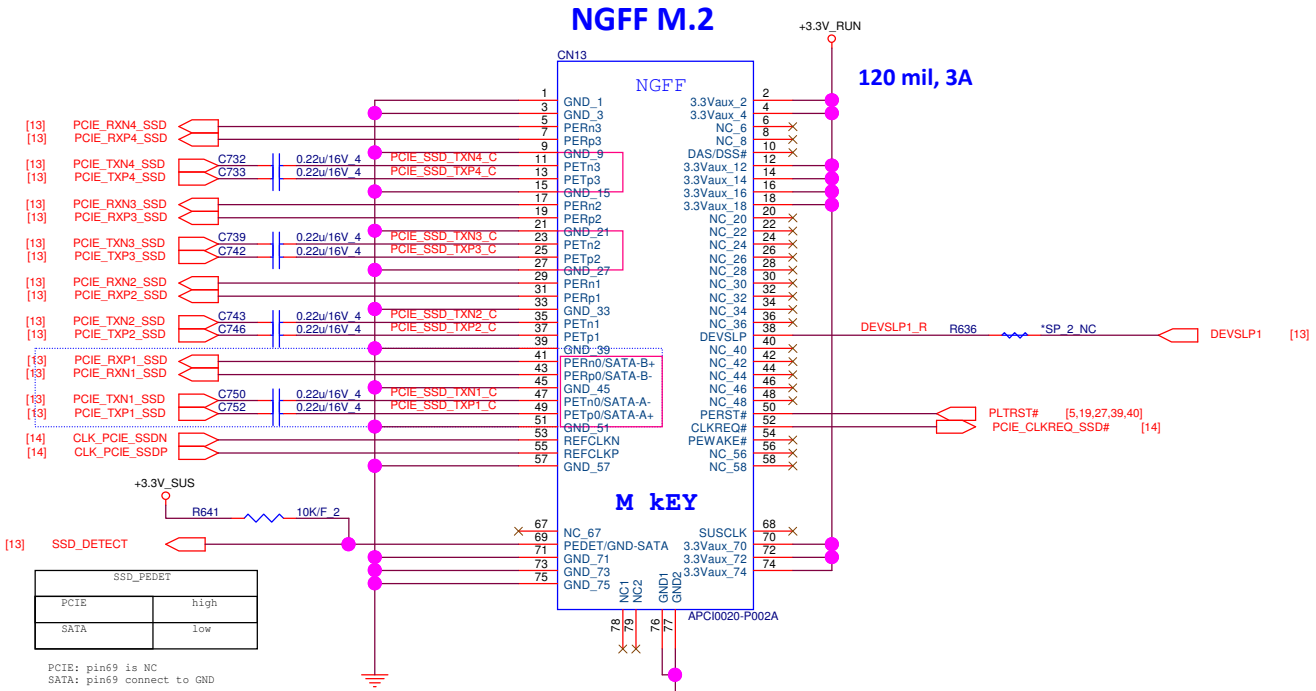 NGFF M.2
+3.3V_RUN
120 mil, 3A
CN13
NGFF
1 GND_1 3.3Vaux_2 2
3 GND_3 3.3Vaux_4 4
[13] PCIE_RXN4_SSD 5 PERn3 NC_6 6
[13] PCIE_RXP4_SSD 7 PERp3 NC_8 8
9 GND_9 DAS/DSS# 10
[13] PCIE_TXN4_SSD C732 0.22u/16V_4 PCIE_SSD_TXN4_C 11 PETn3 3.3Vaux_12 12
[13] PCIE_TXP4_SSD C733 0.22u/16V_4 PCIE_SSD_TXP4_C 13 PETp3 3.3Vaux_14 14
15 GND_15 3.3Vaux_16 16
[13] PCIE_RXN3_SSD 17 PERn2 3.3Vaux_18 18
[13] PCIE_RXP3_SSD 19 PERp2 NC_20 20
21 GND_21 NC_22 22
[13] PCIE_TXN3_SSD C739 0.22u/16V_4 PCIE_SSD_TXN3_C 23 PETn2 NC_24 24
[13] PCIE_TXP3_SSD C742 0.22u/16V_4 PCIE_SSD_TXP3_C 25 PETp2 NC_26 26
27 GND_27 NC_28 28
[13] PCIE_RXN2_SSD 29 PERn1 NC_30 30
[13] PCIE_RXP2_SSD 31 PERp1 NC_32 32
33 GND_33 NC_34 34
[13] PCIE_TXN2_SSD C743 0.22u/16V_4 PCIE_SSD_TXN2_C 35 PETn1 NC_36 36
[13] PCIE_TXP2_SSD C746 0.22u/16V_4 PCIE_SSD_TXP2_C 37 PETp1 DEVSLP 38 DEVSLP1_R R636 *SP_2_NC DEVSLP1 [13]
39 GND_39 NC_40 40
[13] PCIE_RXP1_SSD 41 PERn0/SATA-B+ NC_42 42
[13] PCIE_RXN1_SSD 43 PERp0/SATA-B- NC_44 44
45 GND_45 NC_46 46
[13] PCIE_TXN1_SSD C750 0.22u/16V_4 PCIE_SSD_TXN1_C 47 PETn0/SATA-A- NC_48 48
[13] PCIE_TXP1_SSD C752 0.22u/16V_4 PCIE_SSD_TXP1_C 49 PETp0/SATA-A+ PERST# 50 PLTRST# [5,19,27,39,40]
51 GND_51 CLKREQ# 52 PCIE_CLKREQ_SSD# [14]
[14] CLK_PCIE_SSDN 53 REFCLKN PEWAKE# 54
[14] CLK_PCIE_SSDP 55 REFCLKP NC_56 56
57 GND_57 NC_58 58
+3.3V_SUS
M kEY
R641 10K/F_2
67 NC_67 SUSCLK 68
[13] SSD_DETECT 69 PEDET/GND-SATA 3.3Vaux_70 70
71 GND_71 3.3Vaux_72 72
73 GND_73 3.3Vaux_74 74
75 GND_75
NC1 NC2 GND1 GND2
78 79 76 77
APCI0020-P002A
SSD_PEDET
PCIE high
SATA low
PCIE: pin69 is NC
SATA: pin69 connect to GND